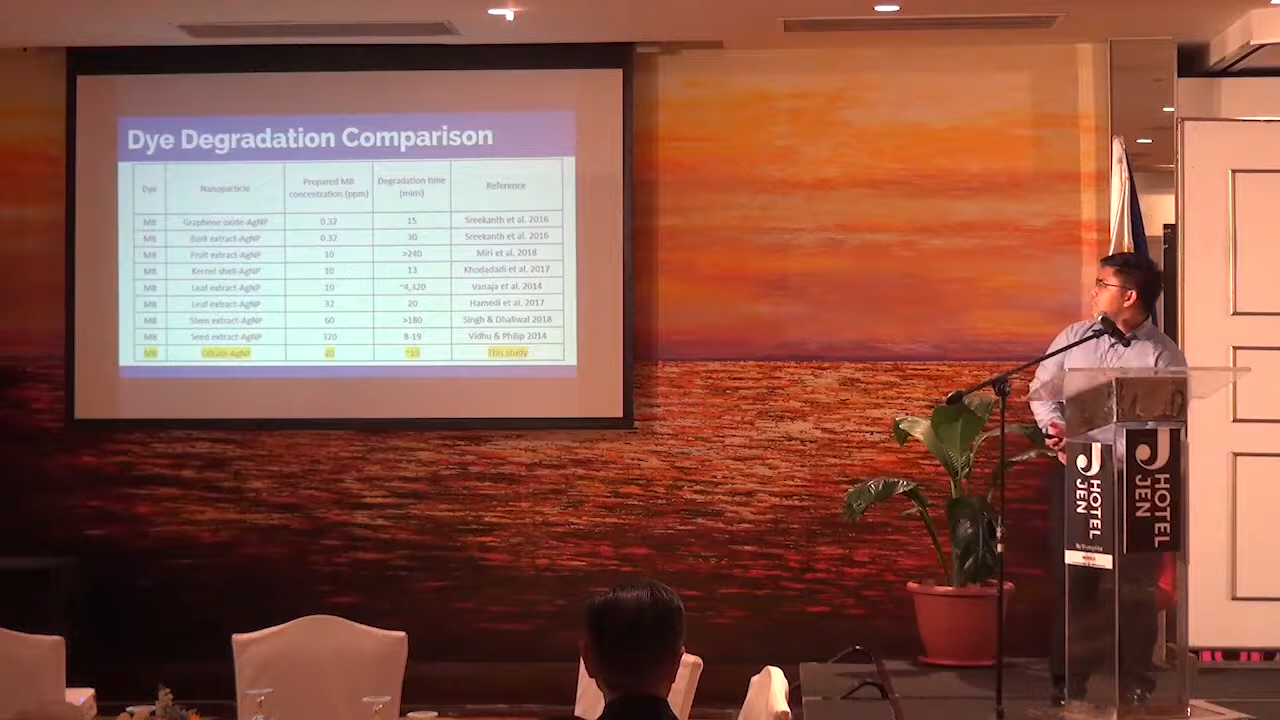 Dye Degradation Comparison
Dye Nanoparticle Prepared MB concentration (ppm) Degradation time (min) Reference
MB Graphene oxide-AgNP 0.32 15 Sreekanth et al. 2016
MB Bark extract-AgNP 0.32 30 Sreekanth et al. 2016
MB Fruit extract-AgNP 10 >240 Miri et al. 2018
MB Kernel shell-AgNP 10 13 Khodadadi et al. 2017
MB Leaf extract-AgNP 10 ~4,320 Vanaja et al. 2014
MB Leaf extract-AgNP 32 20 Hamedi et al. 2017
MB Stem extract-AgNP 60 >180 Singh & Dhaliwal 2018
MB Seed extract-AgNP 320 8-19 Vidhu & Philip 2014
MB Citrate-AgNP 20 This study
J
HOTEL
JEN
J
HOTEL
JEN